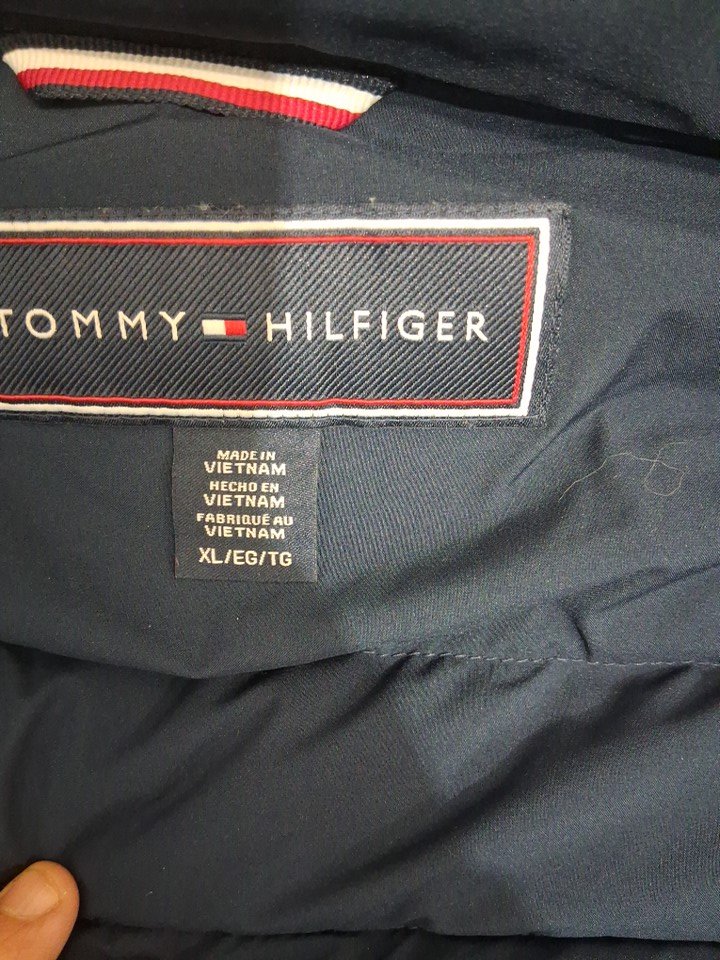 TOMMY HILFIGER
MADE IN
VIETNAM
HECHO EN
VIETNAM
FABRIQUÉ AU
VIETNAM
XL/EG/TG